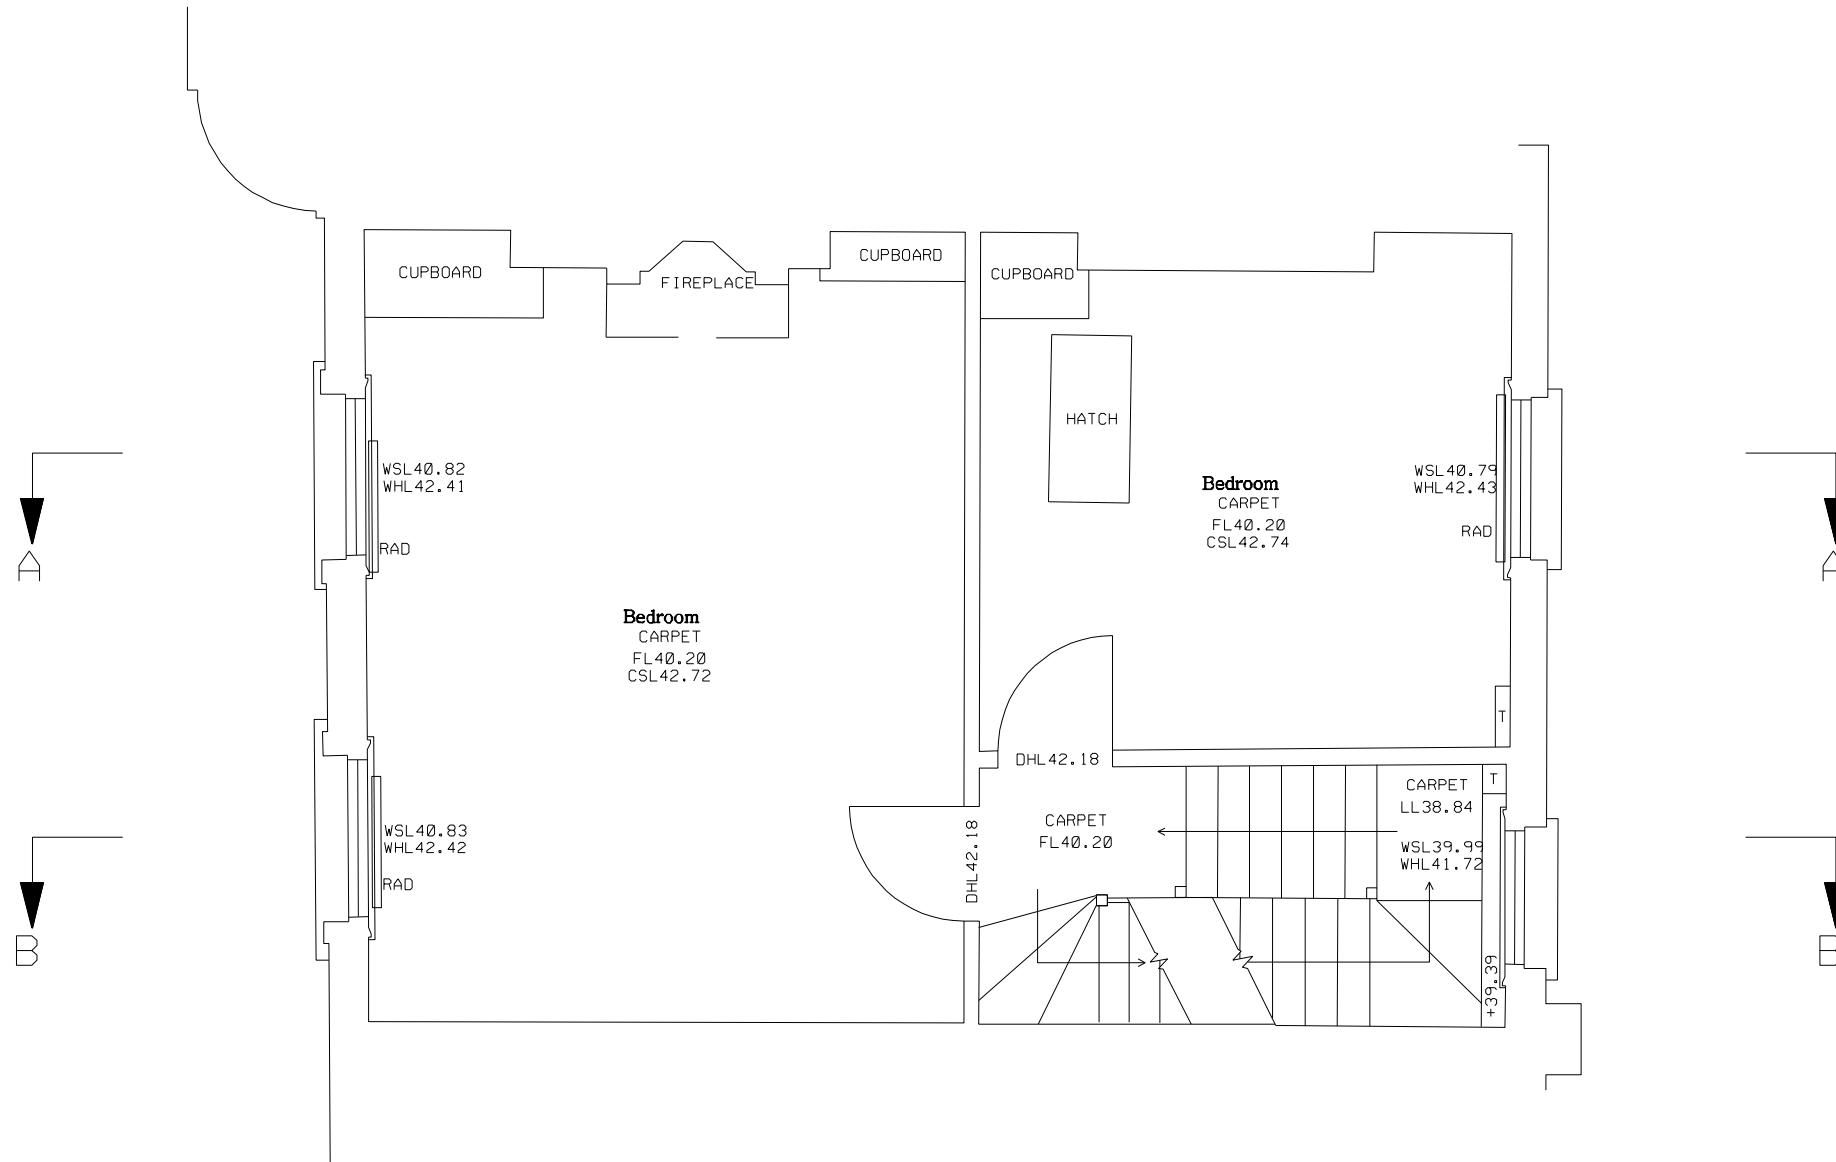 CUPBOARD
FIREPLACE
CUPBOARD
CUPBOARD
HATCH
WSL40.82
WHL42.41
RAD
A
Bedroom
CARPET
FL40.20
CSL42.74
WSL40.79
WHL42.43
RAD
A
Bedroom
CARPET
FL40.20
CSL42.72
T
DHL42.18
T
CARPET
LL38.84
WSL40.83
WHL42.42
RAD
B
DHL42.18
CARPET
FL40.20
WSL39.99
WHL41.72
B
+39.39